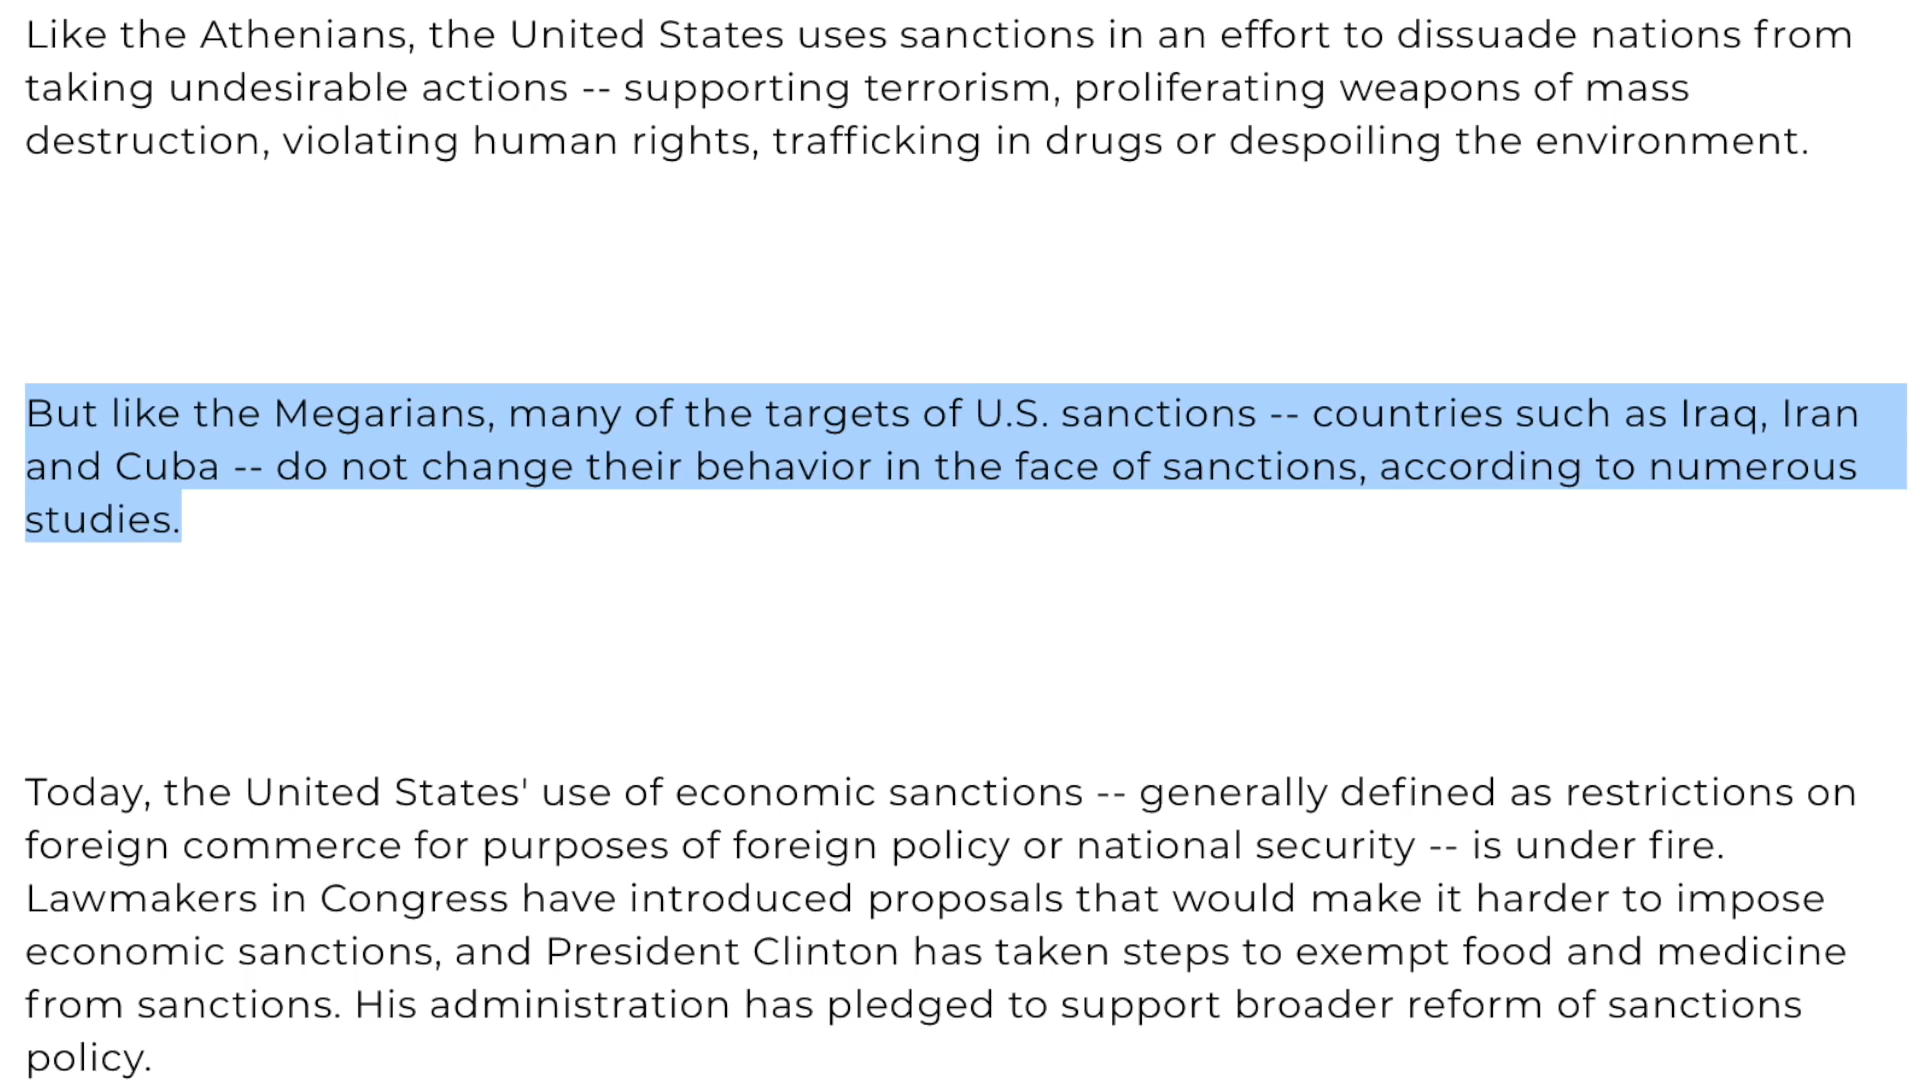 Like the Athenians, the United States uses sanctions in an effort to dissuade nations from
taking undesirable actions -- supporting terrorism, proliferating weapons of mass
destruction, violating human rights, trafficking in drugs or despoiling the environment.
But like the Megarians, many of the targets of U.S. sanctions -- countries such as Iraq, Iran
and Cuba -- do not change their behavior in the face of sanctions, according to numerous
studies.
Today, the United States' use of economic sanctions -- generally defined as restrictions on
foreign commerce for purposes of foreign policy or national security -- is under fire.
Lawmakers in Congress have introduced proposals that would make it harder to impose
economic sanctions, and President Clinton has taken steps to exempt food and medicine
from sanctions. His administration has pledged to support broader reform of sanctions
policy.